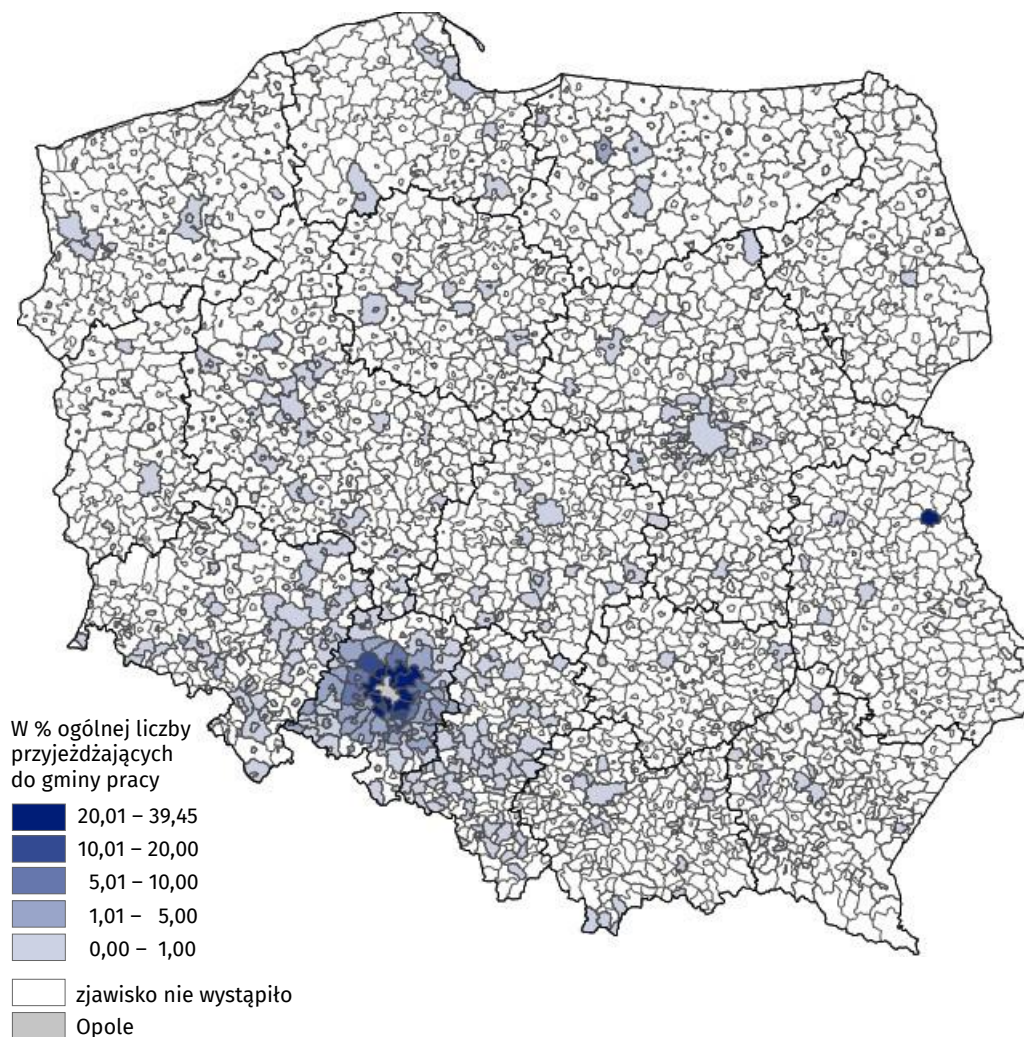 W % ogólnej liczby
przyjeżdżających
do gminy pracy
20,01 – 39,45
10,01 – 20,00
5,01 – 10,00
1,01 – 5,00
0,00 – 1,00
zjawisko nie wystąpiło
Opole